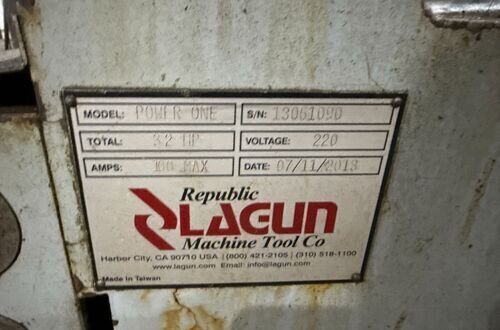 MODEL: POWER ONE S/N: 13061090
TOTAL: 32 HP VOLTAGE: 220
AMPS: 100 MAX DATE: 07/11/2013
Republic
LAGUN
Machine Tool Co
Harbor City, CA 90710 USA | (800) 421-2105 | (310) 518-1100
www.lagun.com Email: info@lagun.com
Made in Taiwan